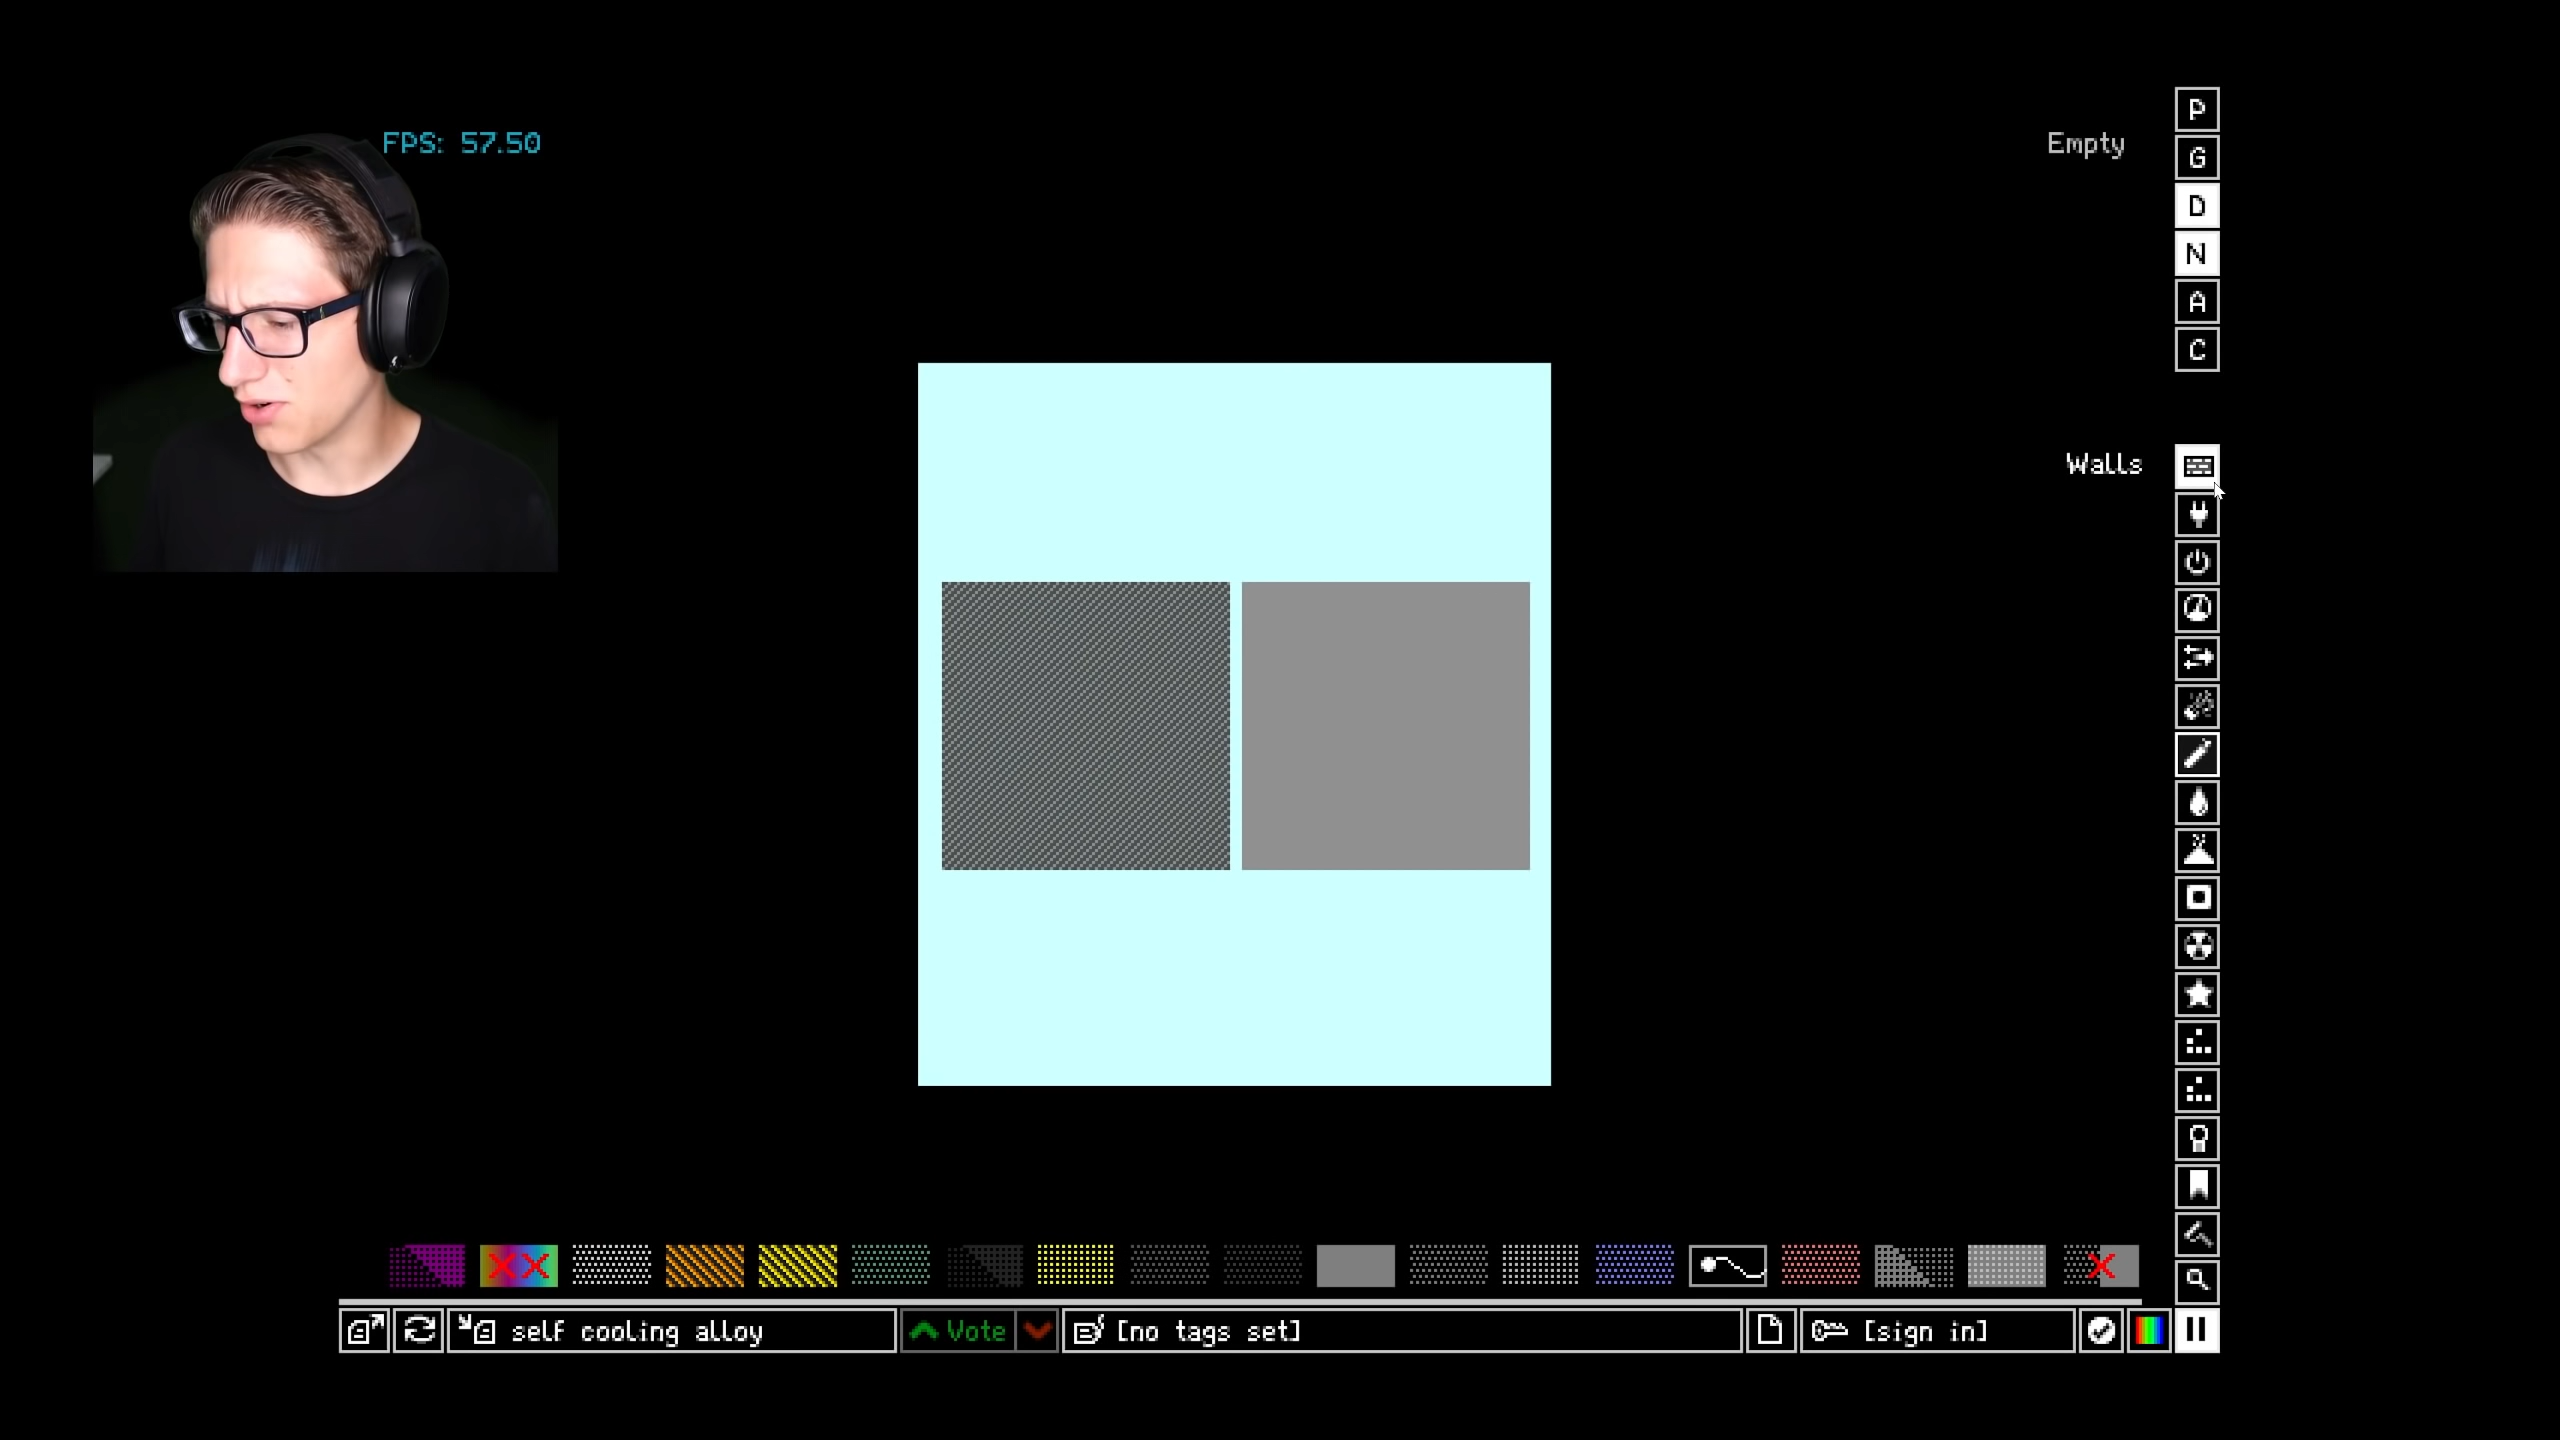 FPS: 57.50
Empty
P
G
D
N
A
C
Walls
self cooling alloy
Vote
[no tags set]
[sign in]